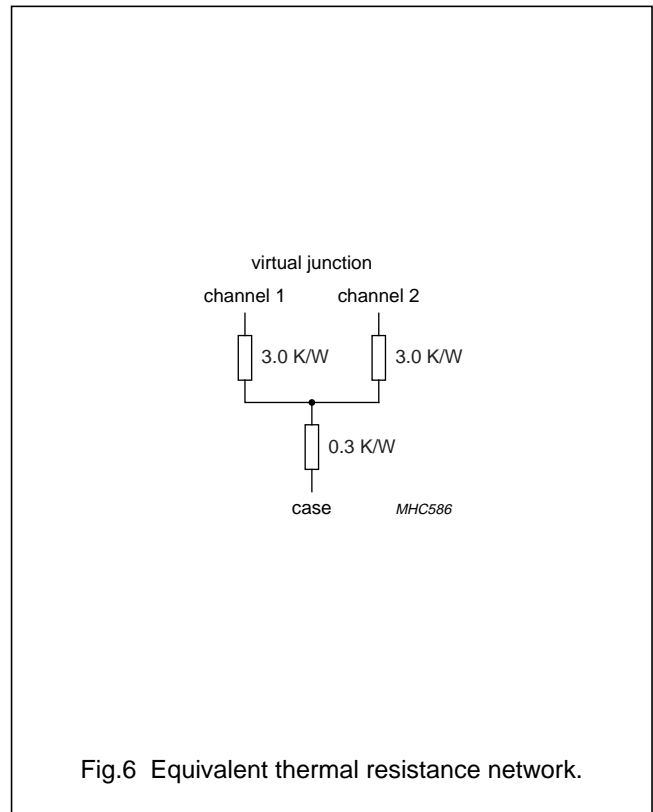 virtual junction
channel 1 channel 2
3.0 K/W 3.0 K/W
0.3 K/W
case MHC586
Fig.6 Equivalent thermal resistance network.